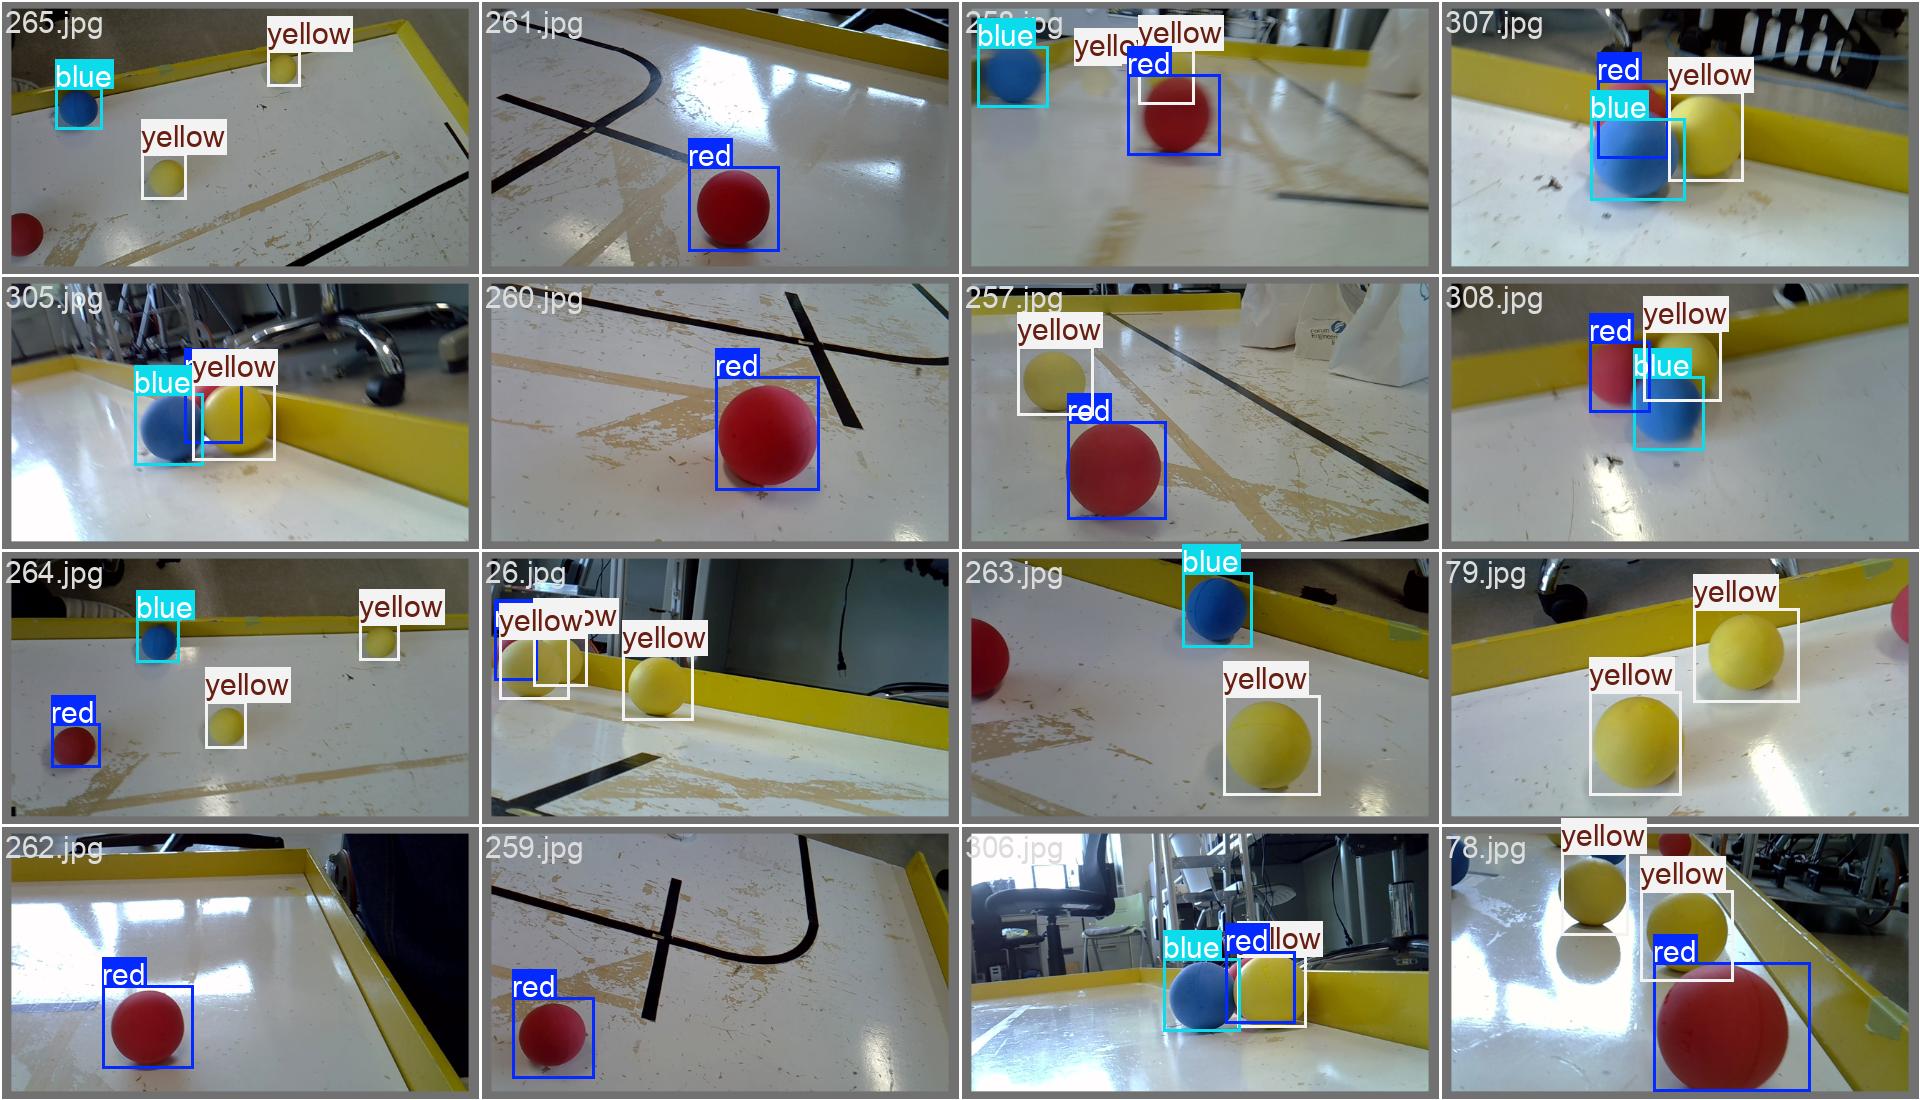 265.jpg
yellow
blue
yellow
261.jpg
red
blue
yellow
red
307.jpg
red
yellow
blue
305.jpg
yellow
blue
260.jpg
red
257.jpg
yellow
red
308.jpg
yellow
red
blue
264.jpg
blue
yellow
yellow
red
26.jpg
yellow
yellow
263.jpg
blue
yellow
79.jpg
yellow
yellow
262.jpg
red
259.jpg
red
306.jpg
blue
red
78.jpg
yellow
yellow
red